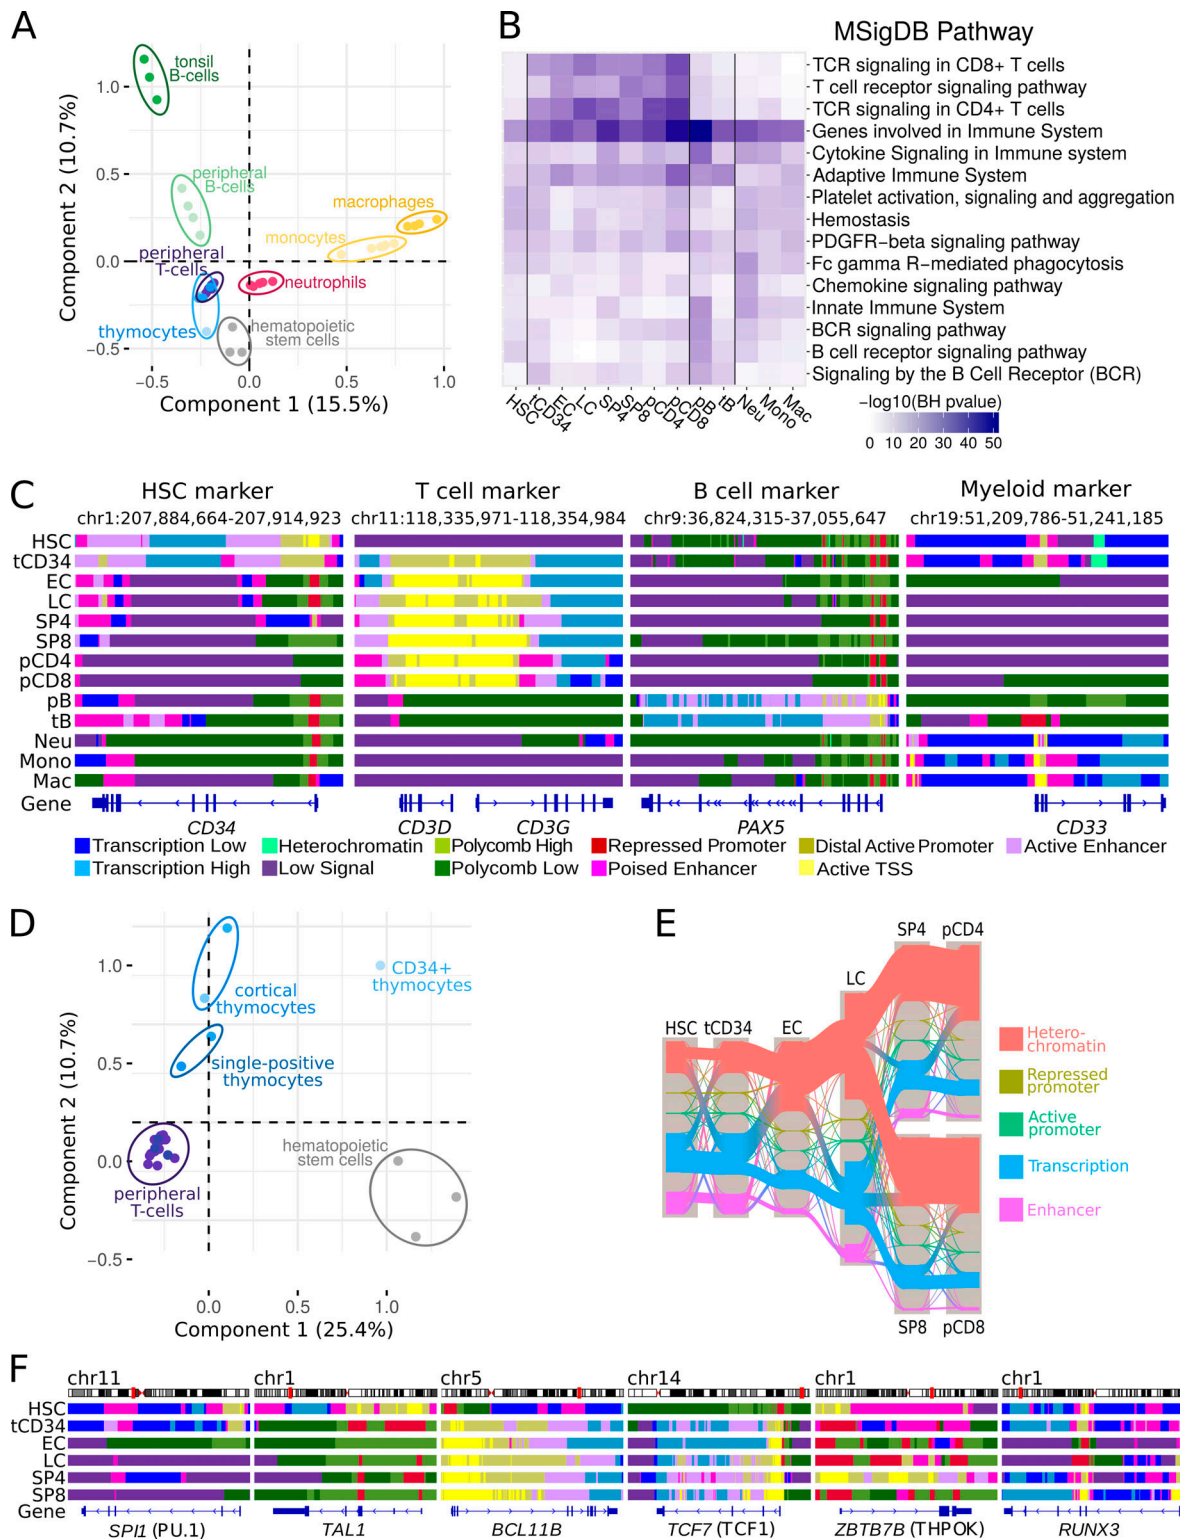 A
tonsil
B-cells
peripheral
B-cells
macrophages
monocytes
peripheral
T-cells
neutrophils
thymocytes
hematopoietic
stem cells
1.0
0.5
0.0
−0.5
−0.5
0.0
0.5
1.0
Component 1 (15.5%)
Component 2 (10.7%)
B
MSigDB Pathway
TCR signaling in CD8+ T cells
T cell receptor signaling pathway
TCR signaling in CD4+ T cells
Genes involved in Immune System
Cytokine Signaling in Immune system
Adaptive Immune System
Platelet activation, signaling and aggregation
Hemostasis
PDGFR−beta signaling pathway
Fc gamma R−mediated phagocytosis
Chemokine signaling pathway
Innate Immune System
BCR signaling pathway
B cell receptor signaling pathway
Signaling by the B Cell Receptor (BCR)
HSC
tCD34
EC
LC
SP4
SP8
pCD4
pCD8
pB
tB
Neu
Mono
Mac
−log10(BH pvalue)
0 10 20 30 40 50
C
HSC marker
T cell marker
B cell marker
Myeloid marker
chr1:207,884,664-207,914,923
chr11:118,335,971-118,354,984
chr9:36,824,315-37,055,647
chr19:51,209,786-51,241,185
HSC
tCD34
EC
LC
SP4
SP8
pCD4
pCD8
pB
tB
Neu
Mono
Mac
Gene
CD34
CD3D
CD3G
PAX5
CD33
Transcription Low
Heterochromatin
Polycomb High
Repressed Promoter
Distal Active Promoter
Active Enhancer
Transcription High
Low Signal
Polycomb Low
Poised Enhancer
Active TSS
D
CD34+
thymocytes
cortical
thymocytes
single-positive
thymocytes
hematopoietic
stem cells
peripheral
T-cells
1.0
0.5
0.0
−0.5
0.0
0.5
1.0
Component 1 (25.4%)
Component 2 (10.7%)
E
SP4
pCD4
LC
HSC
tCD34
EC
SP8
pCD8
Hetero-
chromatin
Repressed
promoter
Active
promoter
Transcription
Enhancer
F
chr11
chr1
chr5
chr14
chr1
chr1
HSC
tCD34
EC
LC
SP4
SP8
Gene
SPI1 (PU.1)
TAL1
BCL11B
TCF7 (TCF1)
ZBTB7B (THPOK)
RUNX3